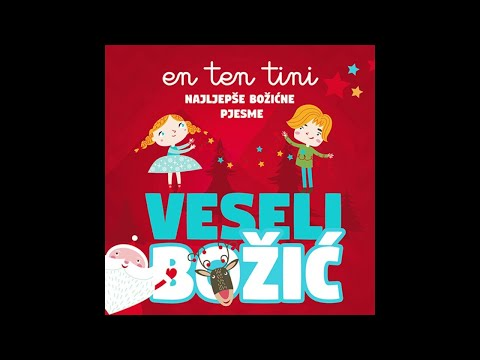 en ten tini
NAJLJEPŠE BOŽIĆNE
PJESME
VESELI
BOŽIĆ